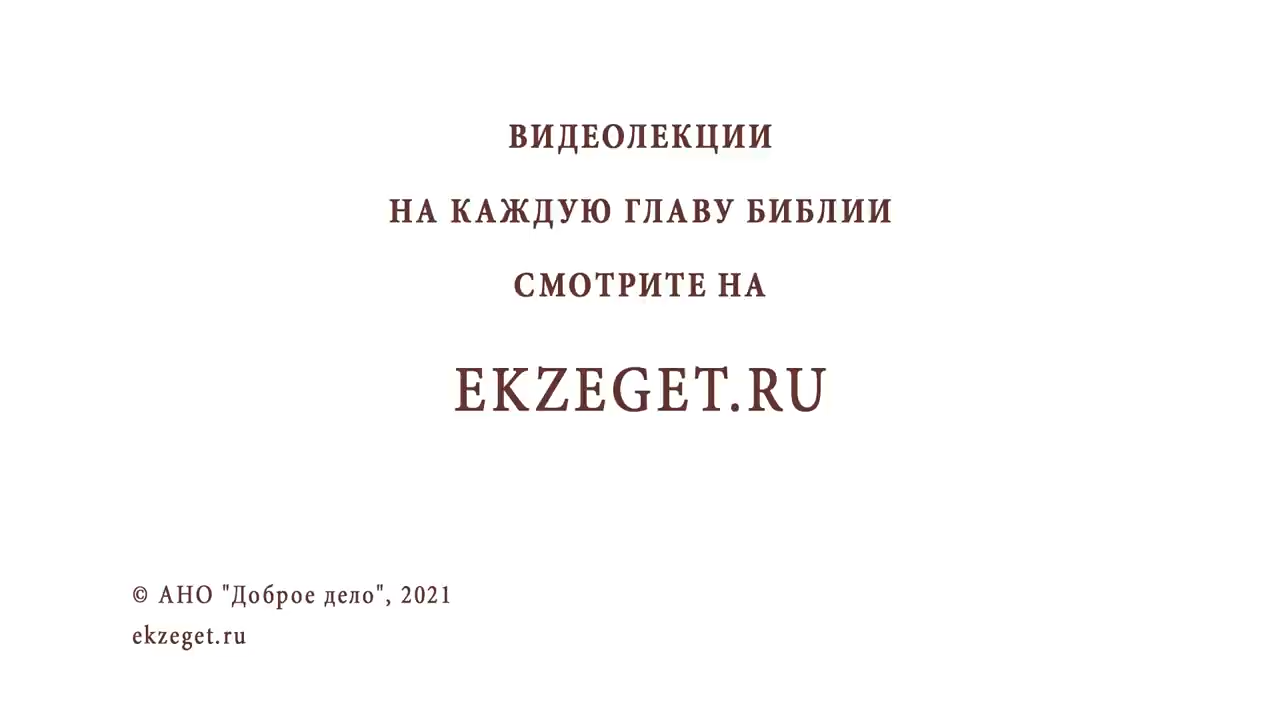 ВИДЕОЛЕКЦИИ
НА КАЖДУЮ ГЛАВУ БИБЛИИ
СМОТРИТЕ НА
EKZEGET.RU
© АНО "Доброе дело", 2021
ekzeget.ru